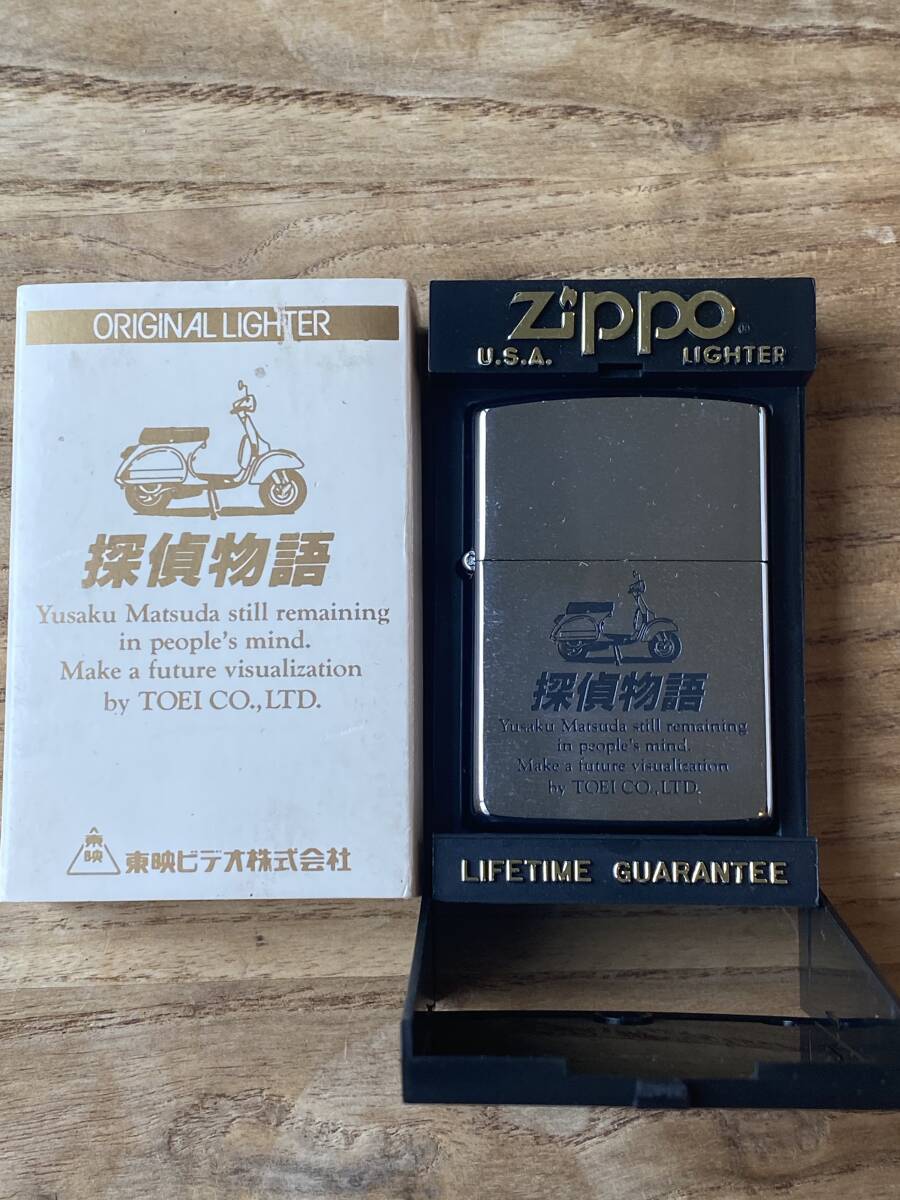 ORIGINAL LIGHTER
探偵物語
Yusaku Matsuda still remaining
in people's mind.
Make a future visualization
by TOEI CO.,LTD.
東映
東映ビデオ株式会社
Zippo
U.S.A. LIGHTER
探偵物語
Yusaku Matsuda still remaining
in people's mind.
Make a future visualization
by TOEI CO.,LTD.
LIFETIME GUARANTEE